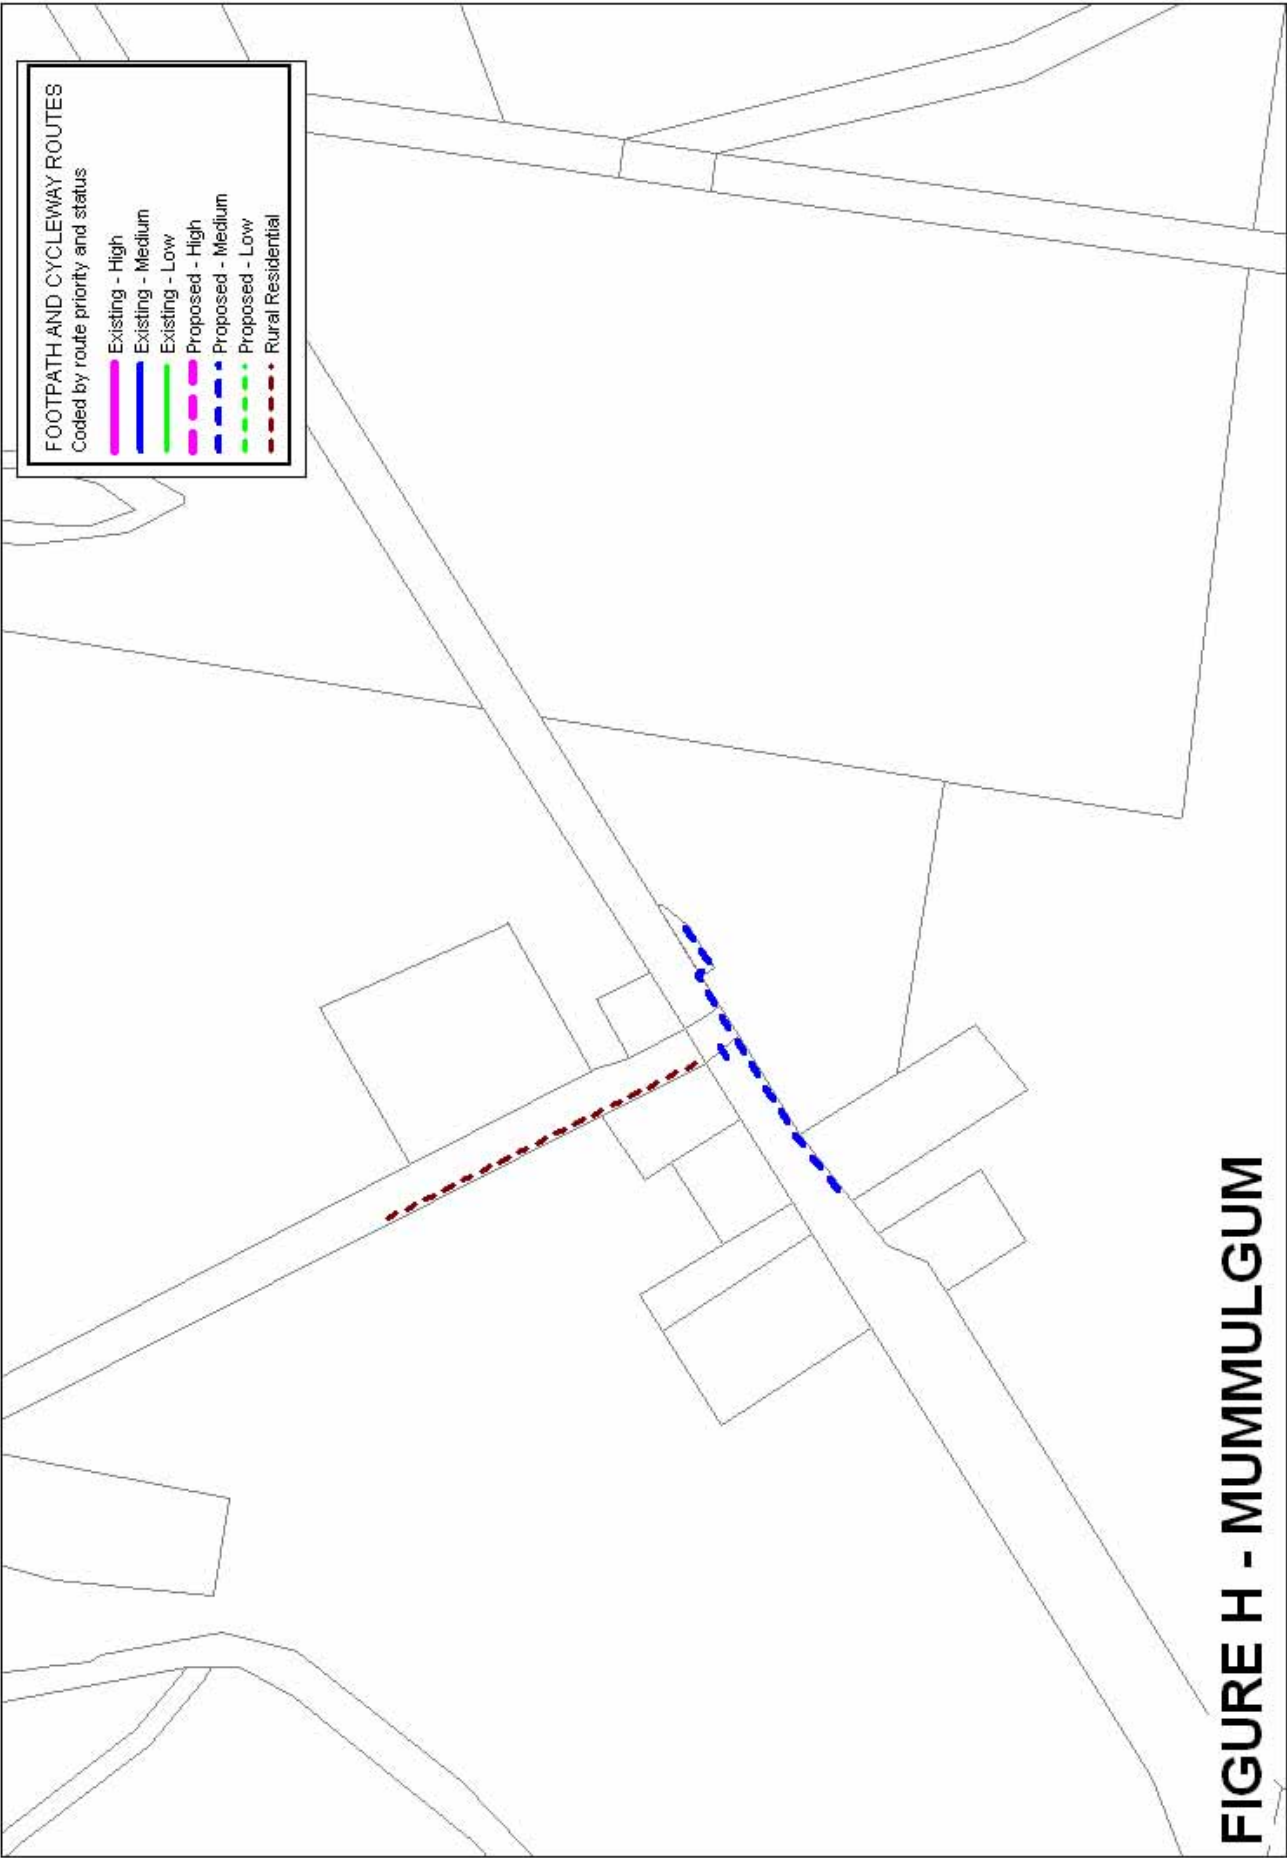 FOOTPATH AND CYCLEWAY ROUTES
Coded by route priority and status
Existing - High
Existing - Medium
Existing - Low
Proposed - High
Proposed - Medium
Proposed - Low
Rural Residential
FIGURE H - MUMMULGUM